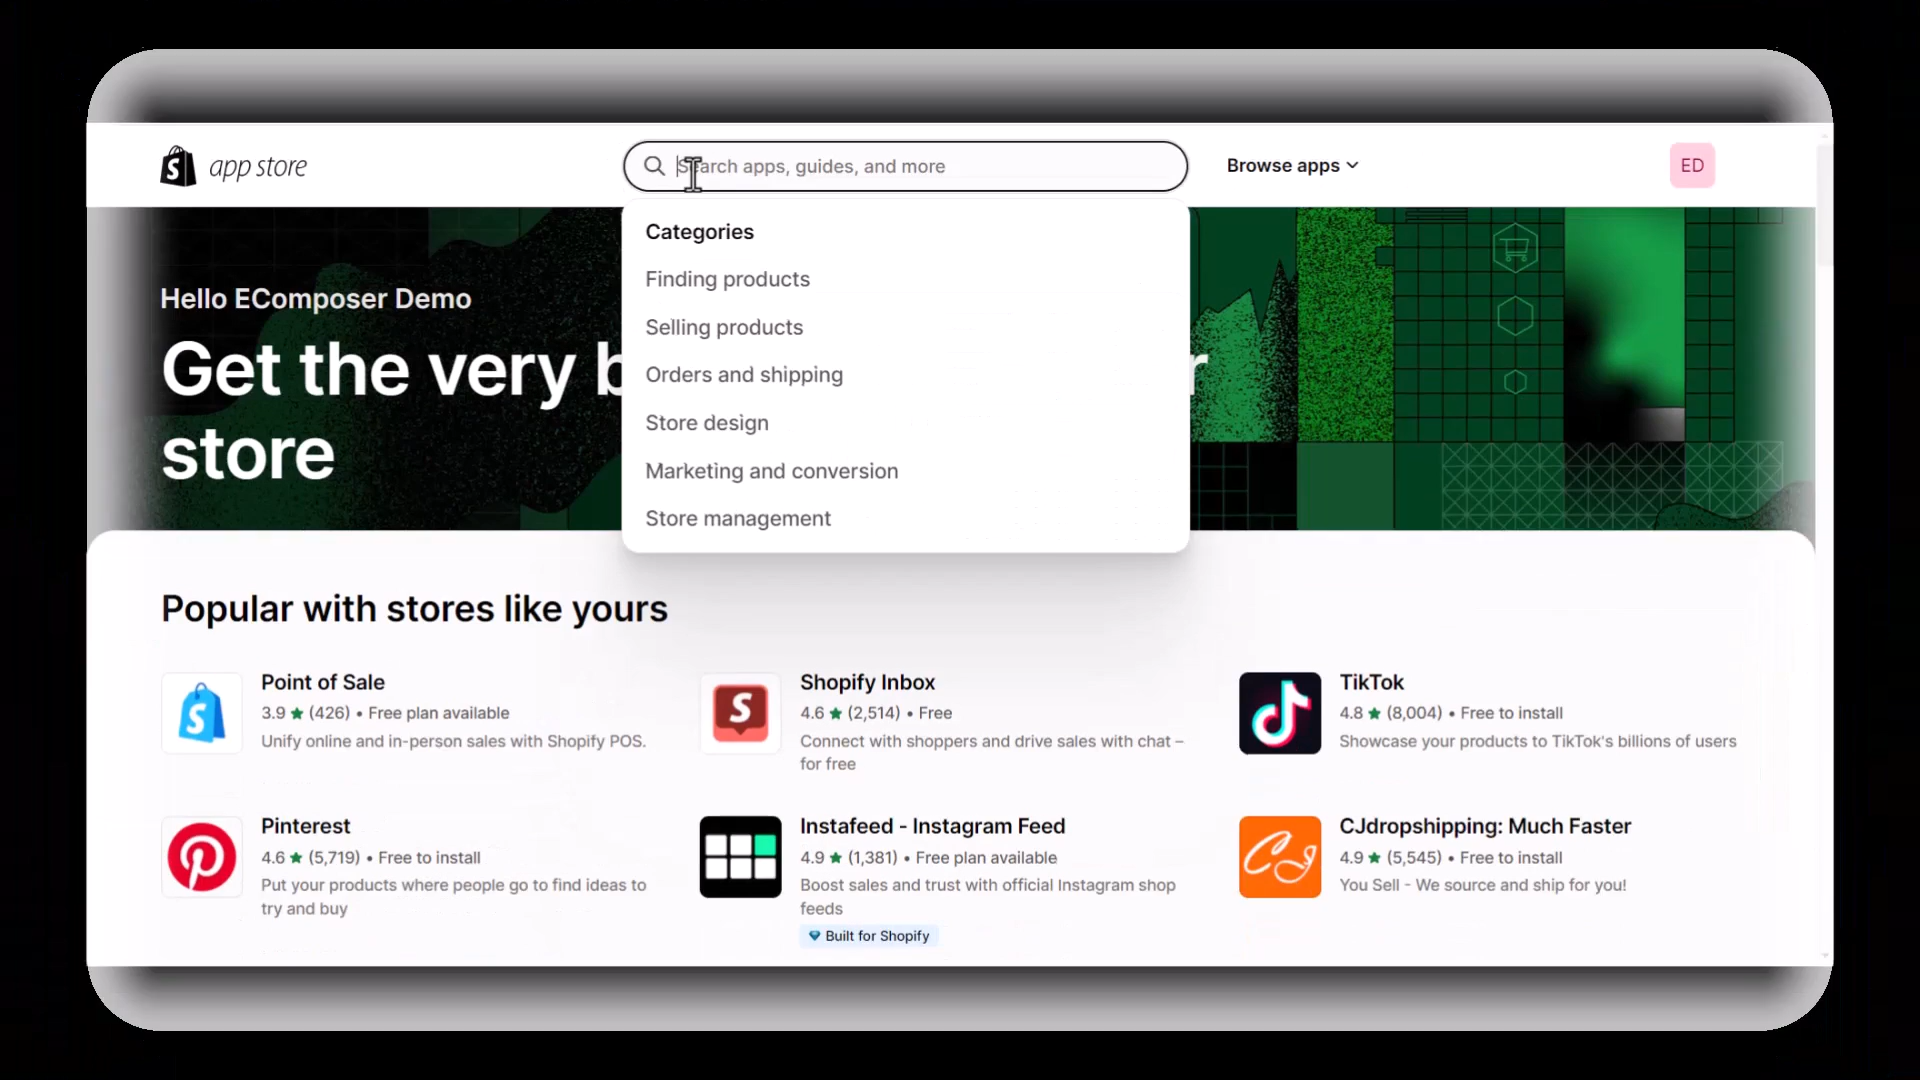 app store
Search apps, guides, and more
Browse apps
ED
Categories
Finding products
Selling products
Orders and shipping
Store design
Marketing and conversion
Store management
Hello EComposer Demo
Get the very
store
Popular with stores like yours
Point of Sale
3.9 ★ (426) • Free plan available
Unify online and in-person sales with Shopify POS.
Shopify Inbox
4.6 ★ (2,514) • Free
Connect with shoppers and drive sales with chat –
for free
TikTok
4.8 ★ (8,004) • Free to install
Showcase your products to TikTok's billions of users
Pinterest
4.6 ★ (5,719) • Free to install
Put your products where people go to find ideas to
try and buy
Instafeed - Instagram Feed
4.9 ★ (1,381) • Free plan available
Boost sales and trust with official Instagram shop
feeds
Built for Shopify
CJdropshipping: Much Faster
4.9 ★ (5,545) • Free to install
You Sell - We source and ship for you!